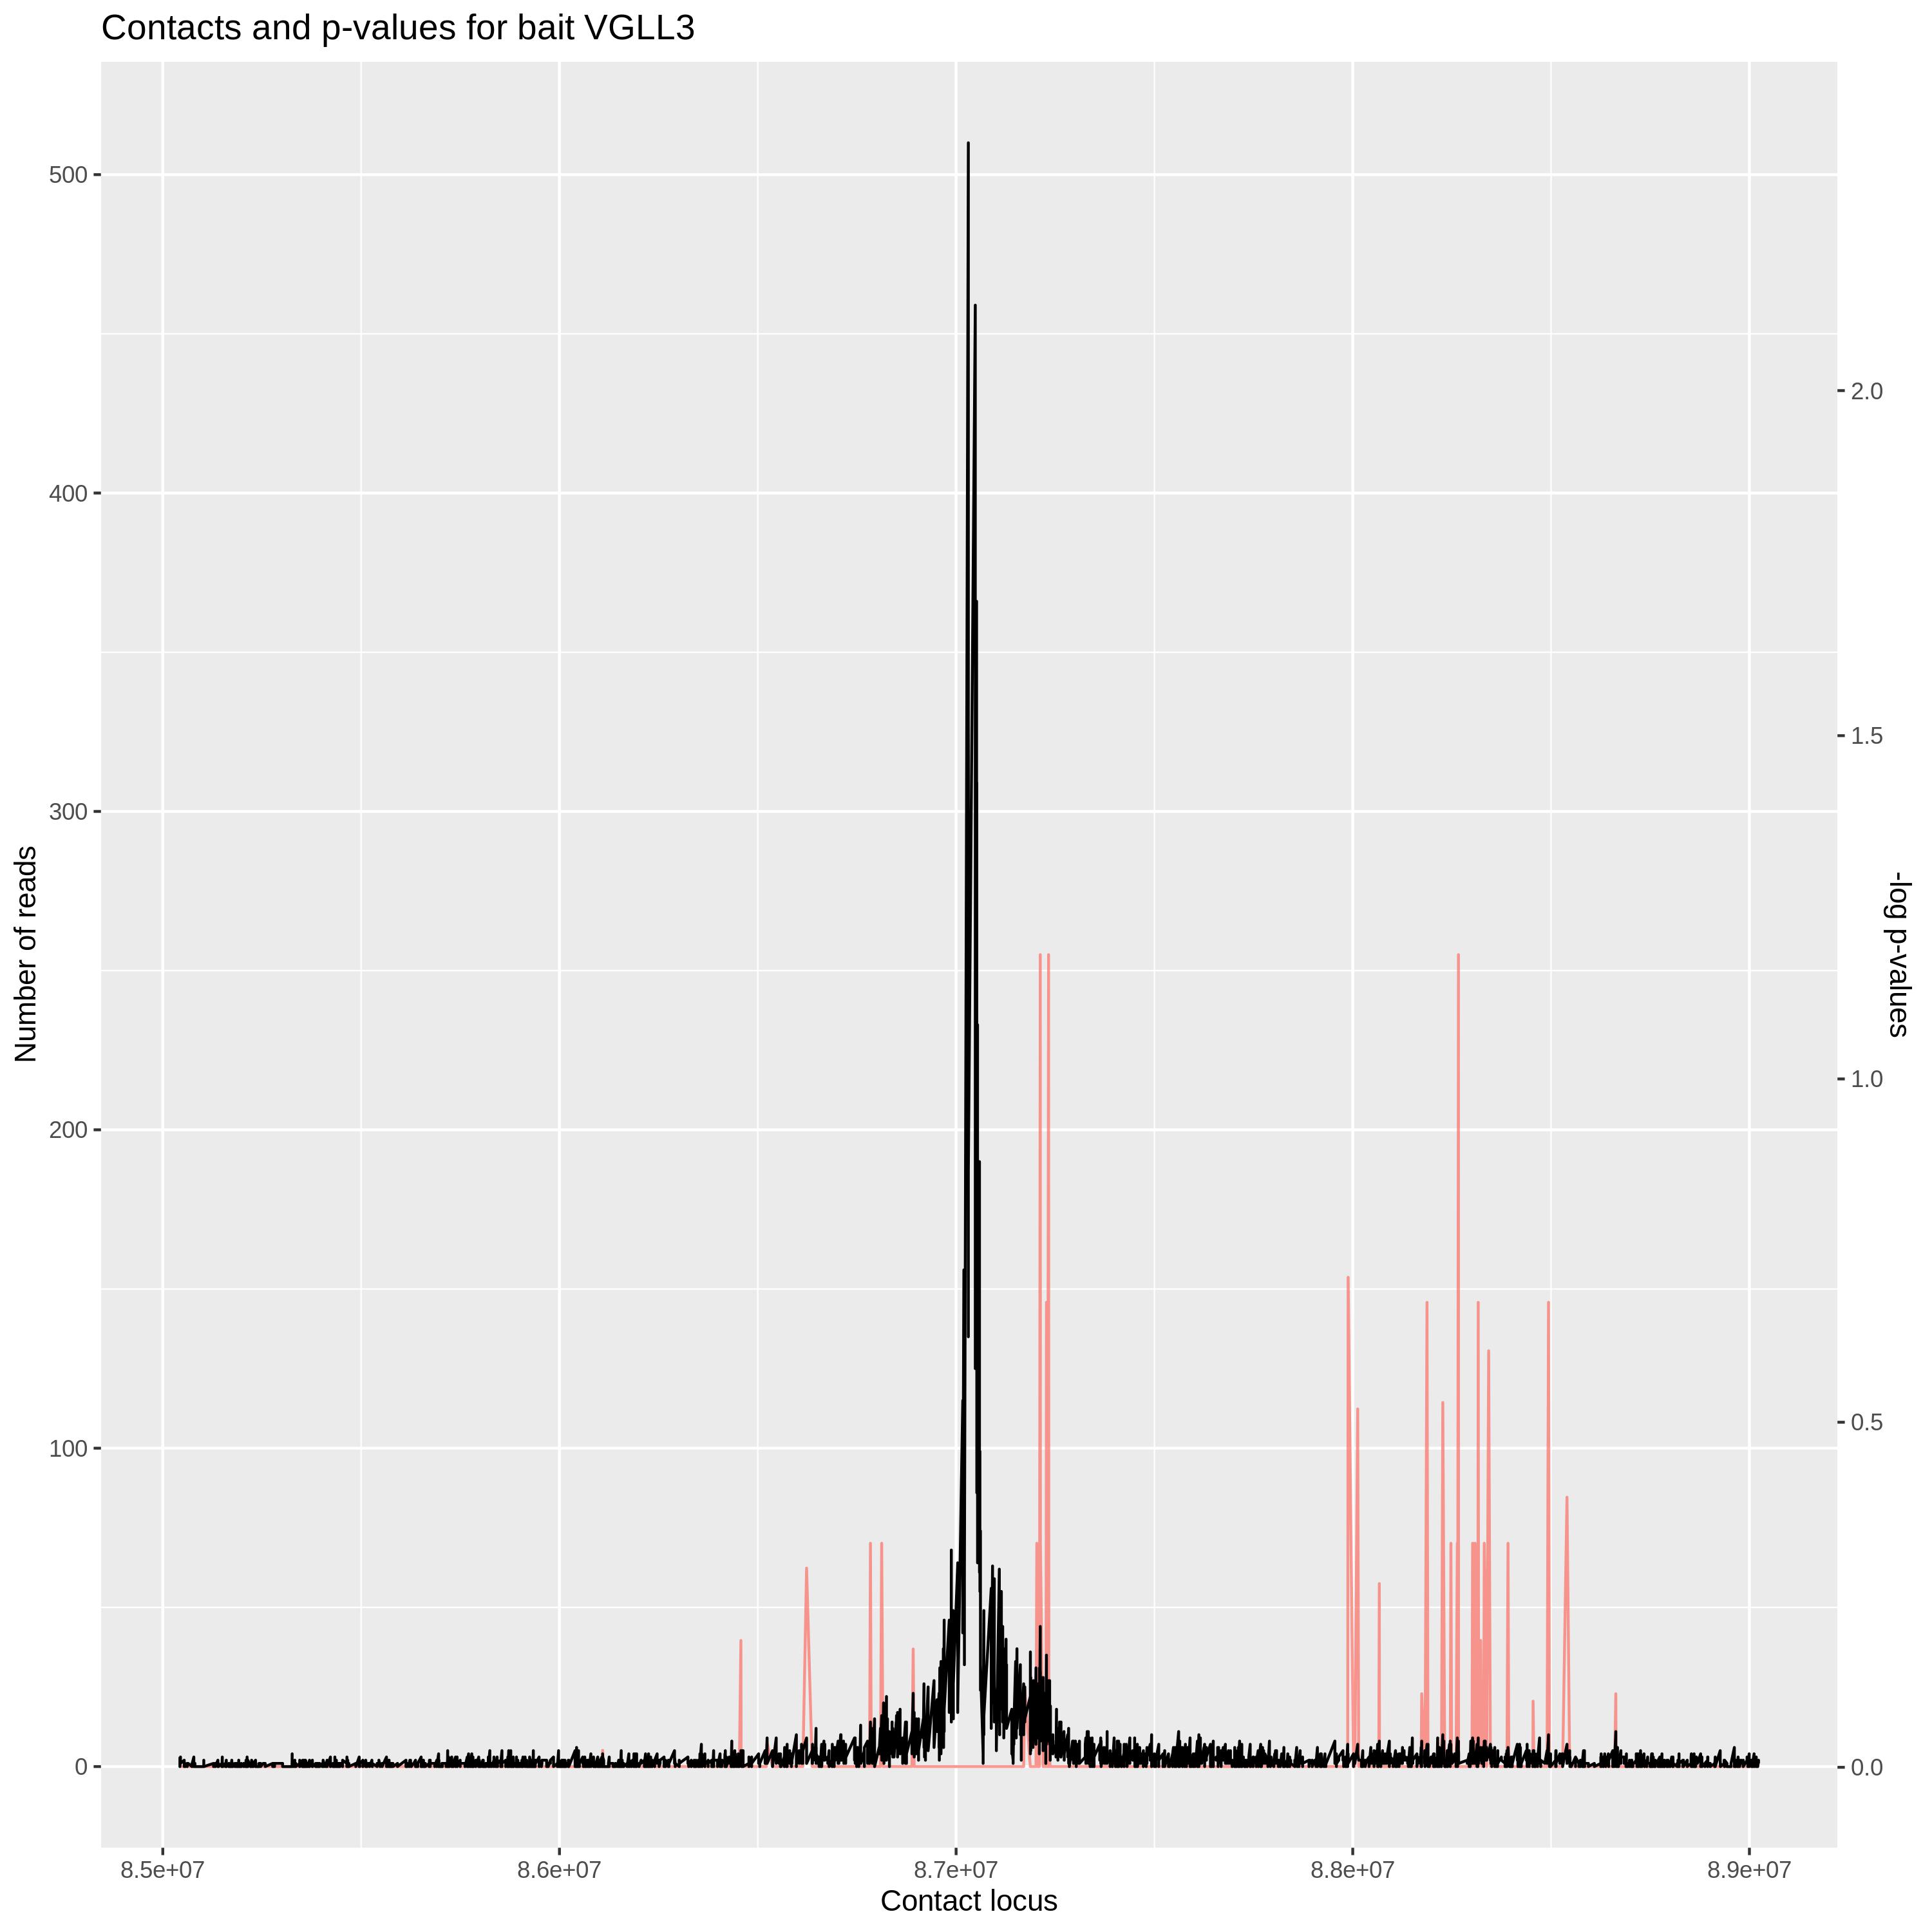 Contacts and p-values for bait VGLL3
Number of reads
500
400
300
200
100
0
2.0
1.5
1.0
0.5
0.0
-log p-values
8.5e+07
8.6e+07
8.7e+07
8.8e+07
8.9e+07
Contact locus